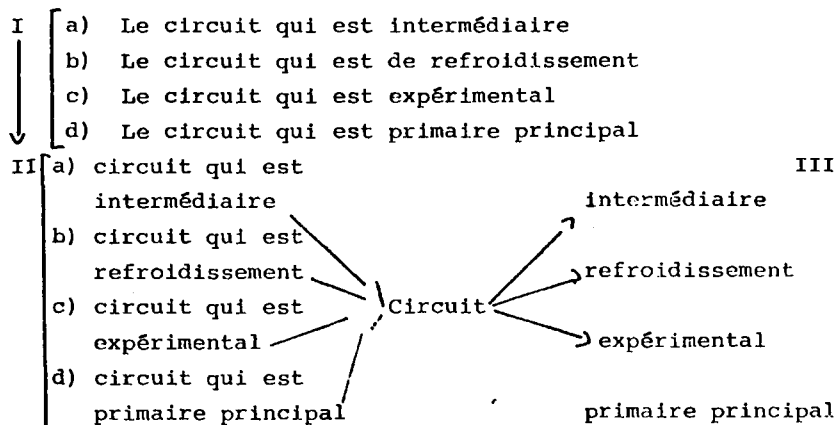 I a) Le circuit qui est intermédiaire
b) Le circuit qui est de refroidissement
c) Le circuit qui est expérimental
d) Le circuit qui est primaire principal
II a) circuit qui est III
intermédiaire intermédiaire
b) circuit qui est
refroidissement refroidissement
c) circuit qui est Circuit
expérimental expérimental
d) circuit qui est
primaire principal primaire principal